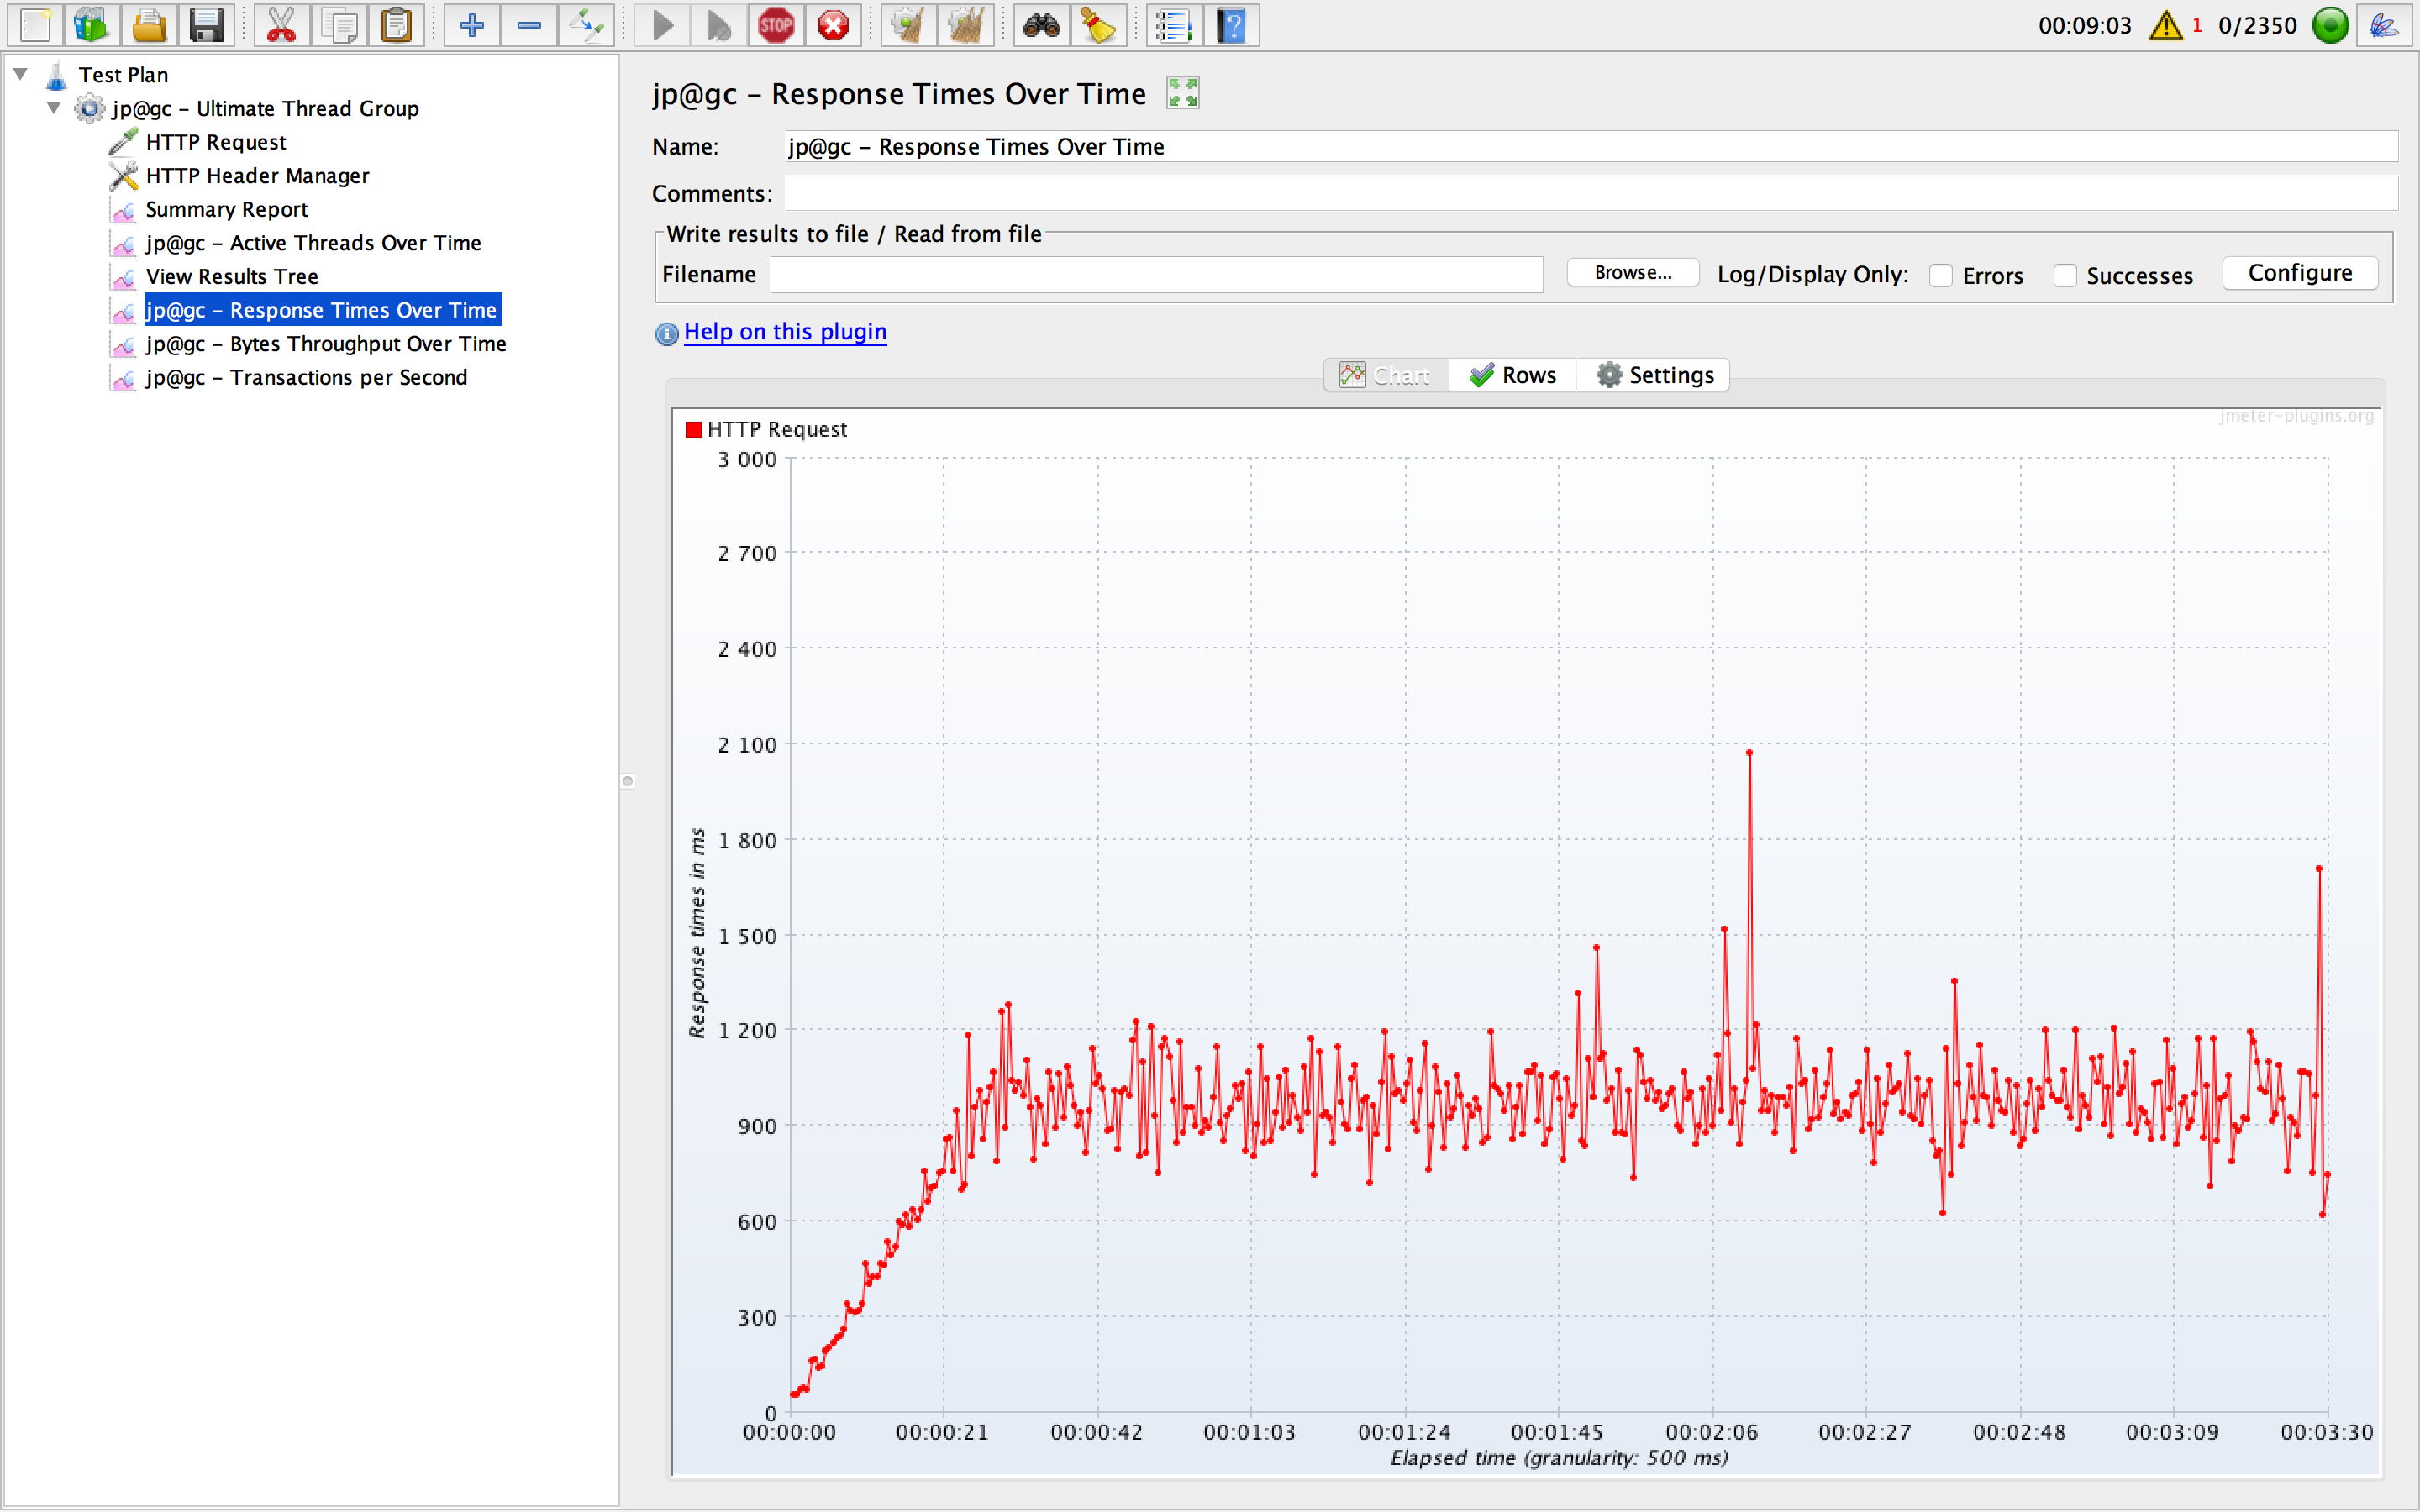 STOP
?
00:09:03 1 0/2350
Test Plan
jp@gc - Ultimate Thread Group
HTTP Request
HTTP Header Manager
Summary Report
jp@gc - Active Threads Over Time
View Results Tree
jp@gc - Response Times Over Time
jp@gc - Bytes Throughput Over Time
jp@gc - Transactions per Second
jp@gc - Response Times Over Time
Name: jp@gc - Response Times Over Time
Comments:
Write results to file / Read from file
Filename Browse... Log/Display Only: Errors Successes Configure
Help on this plugin
Chart Rows Settings
jmeter-plugins.org
HTTP Request
3 000
2 700
2 400
2 100
1 800
1 500
1 200
900
600
300
0
Response times in ms
00:00:00 00:00:21 00:00:42 00:01:03 00:01:24 00:01:45 00:02:06 00:02:27 00:02:48 00:03:09 00:03:30
Elapsed time (granularity: 500 ms)